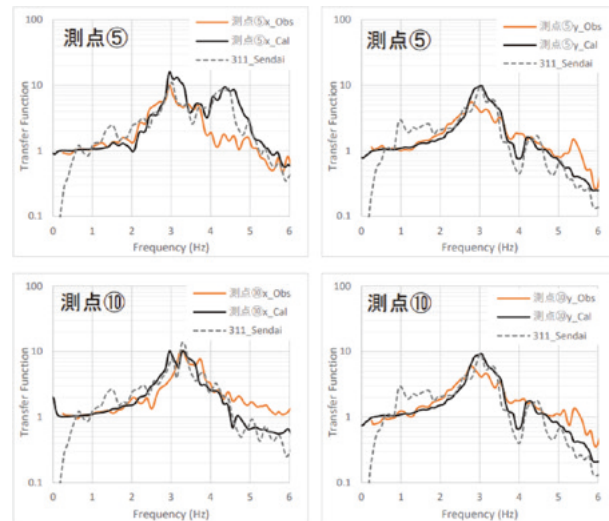 測点⑤
測点⑤x_Obs
測点⑤x_Cal
311_Sendai
100
10
1
0.1
Transfer Function
0 1 2 3 4 5 6
Frequency (Hz)
測点⑤
測点⑤y_Obs
測点⑤y_Cal
311_Sendai
100
10
1
0.1
Transfer Function
0 1 2 3 4 5 6
Frequency (Hz)
測点⑩
測点⑩x_Obs
測点⑩x_Cal
311_Sendai
100
10
1
0.1
Transfer Function
0 1 2 3 4 5 6
Frequency (Hz)
測点⑩
測点⑩y_Obs
測点⑩y_Cal
311_Sendai
100
10
1
0.1
Transfer Function
0 1 2 3 4 5 6
Frequency (Hz)